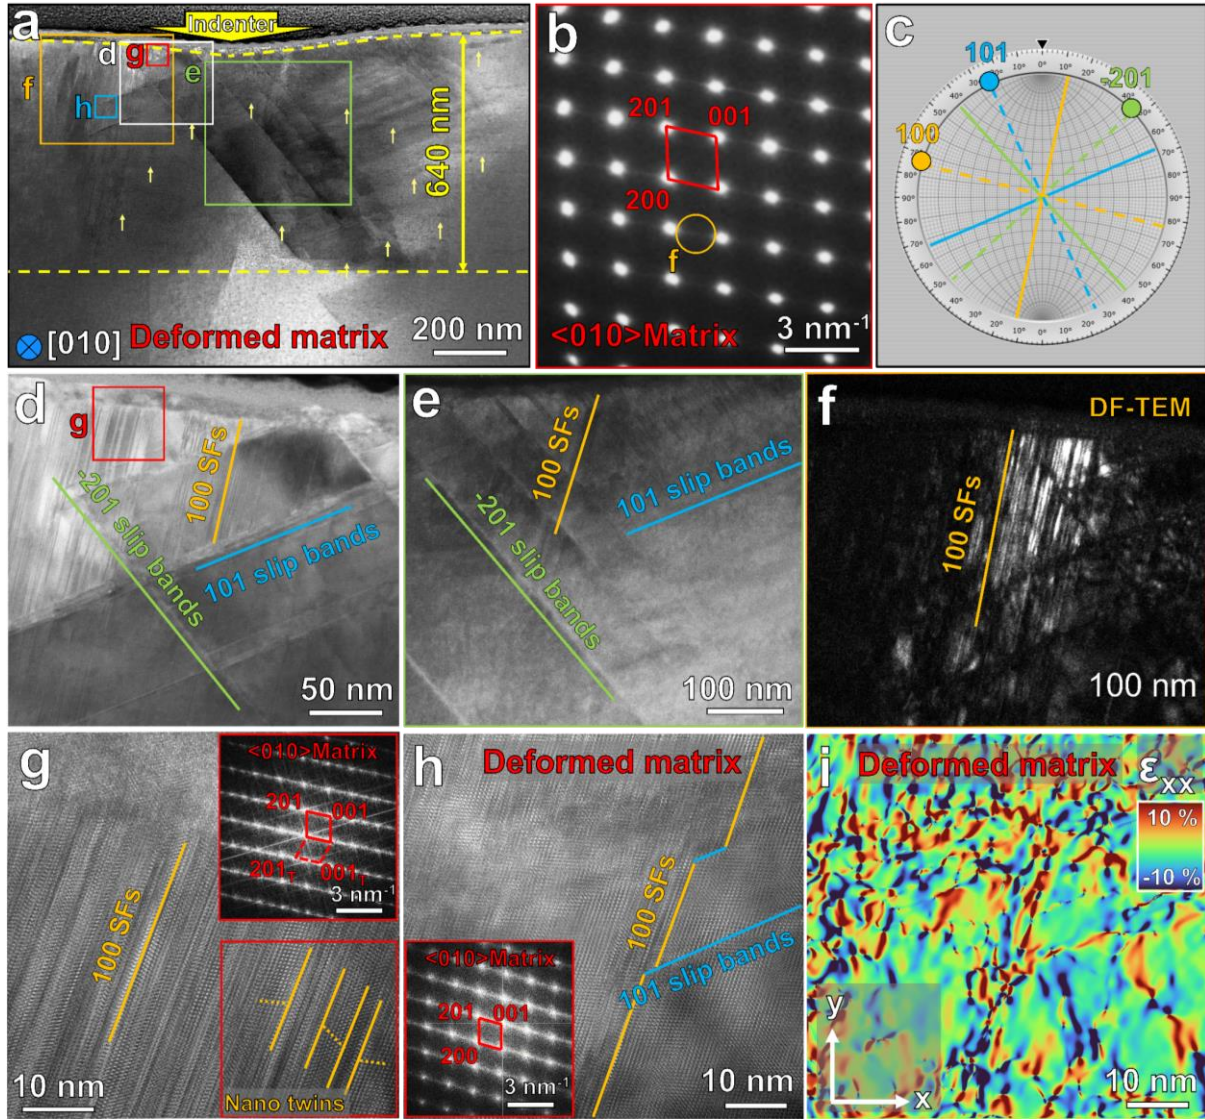 a
Indenter
f
d
g
e
h
640 nm
[010]
Deformed matrix
200 nm
b
201
001
200
f
<010>Matrix
3 nm⁻¹
c
101
-201
100
d
g
100 SFs
-201 slip bands
101 slip bands
50 nm
e
100 SFs
101 slip bands
-201 slip bands
100 nm
f
DF-TEM
100 SFs
100 nm
g
<010>Matrix
201
001
201T
001T
3 nm⁻¹
100 SFs
10 nm
Nano twins
h
Deformed matrix
100 SFs
101 slip bands
<010>Matrix
201
001
200
3 nm⁻¹
10 nm
i
Deformed matrix
εxx
10 %
-10 %
y
x
10 nm